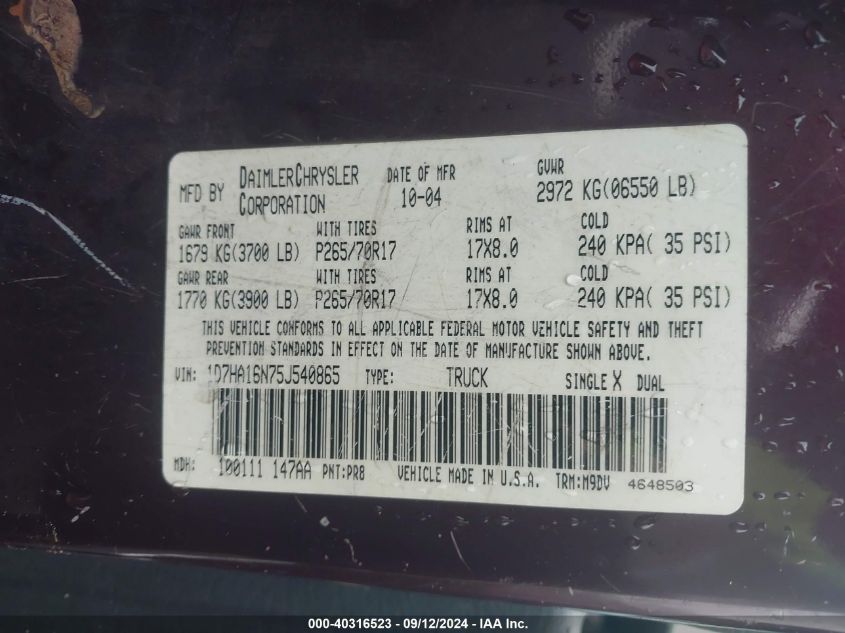 MFD BY DAIMLERCHRYSLER CORPORATION DATE OF MFR 10-04 GVWR 2972 KG(06550 LB)
GAWR FRONT WITH TIRES RIMS AT COLD
1679 KG(3700 LB) P265/70R17 17X8.0 240 KPA( 35 PSI)
GAWR REAR WITH TIRES RIMS AT COLD
1770 KG(3900 LB) P265/70R17 17X8.0 240 KPA( 35 PSI)
THIS VEHICLE CONFORMS TO ALL APPLICABLE FEDERAL MOTOR VEHICLE SAFETY AND THEFT
PREVENTION STANDARDS IN EFFECT ON THE DATE OF MANUFACTURE SHOWN ABOVE.
VIN: 1D7HA16N75J540865 TYPE: TRUCK SINGLE X DUAL
MDH: 100111 147AA PNT:PR8 VEHICLE MADE IN U.S.A. TRM:M9DV 4648503
000-40316523 - 09/12/2024 - IAA Inc.